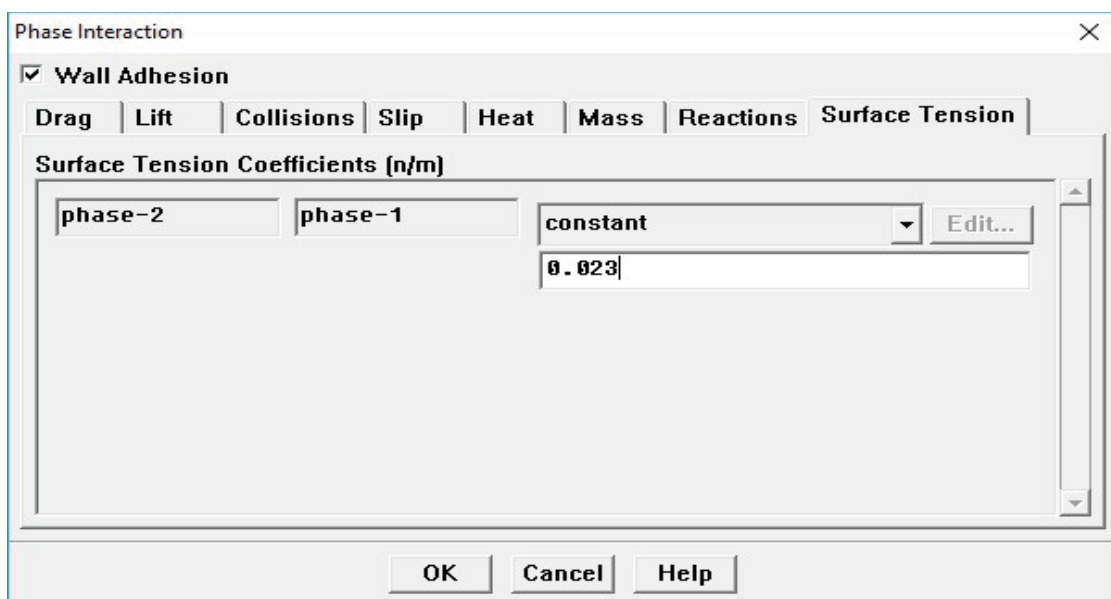 Phase Interaction
Wall Adhesion
Drag Lift Collisions Slip Heat Mass Reactions Surface Tension
Surface Tension Coefficients (n/m)
phase-2 phase-1 constant Edit...
0.023
OK Cancel Help